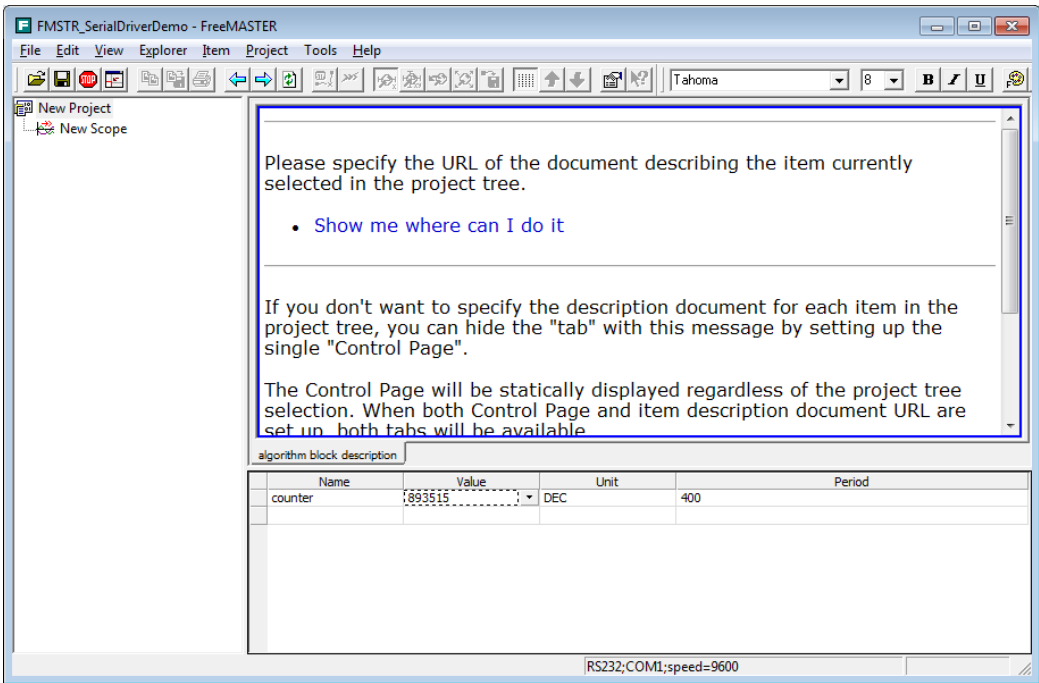 FMSTR_SerialDriverDemo - FreeMASTER
File Edit View Explorer Item Project Tools Help
STOP Tahoma 8 B I U
New Project
New Scope
Please specify the URL of the document describing the item currently
selected in the project tree.
• Show me where can I do it
If you don't want to specify the description document for each item in the
project tree, you can hide the "tab" with this message by setting up the
single "Control Page".
The Control Page will be statically displayed regardless of the project tree
selection. When both Control Page and item description document URL are
set up, both tabs will be available
algorithm block description
Name Value Unit Period
counter 893515 DEC 400
RS232;COM1;speed=9600